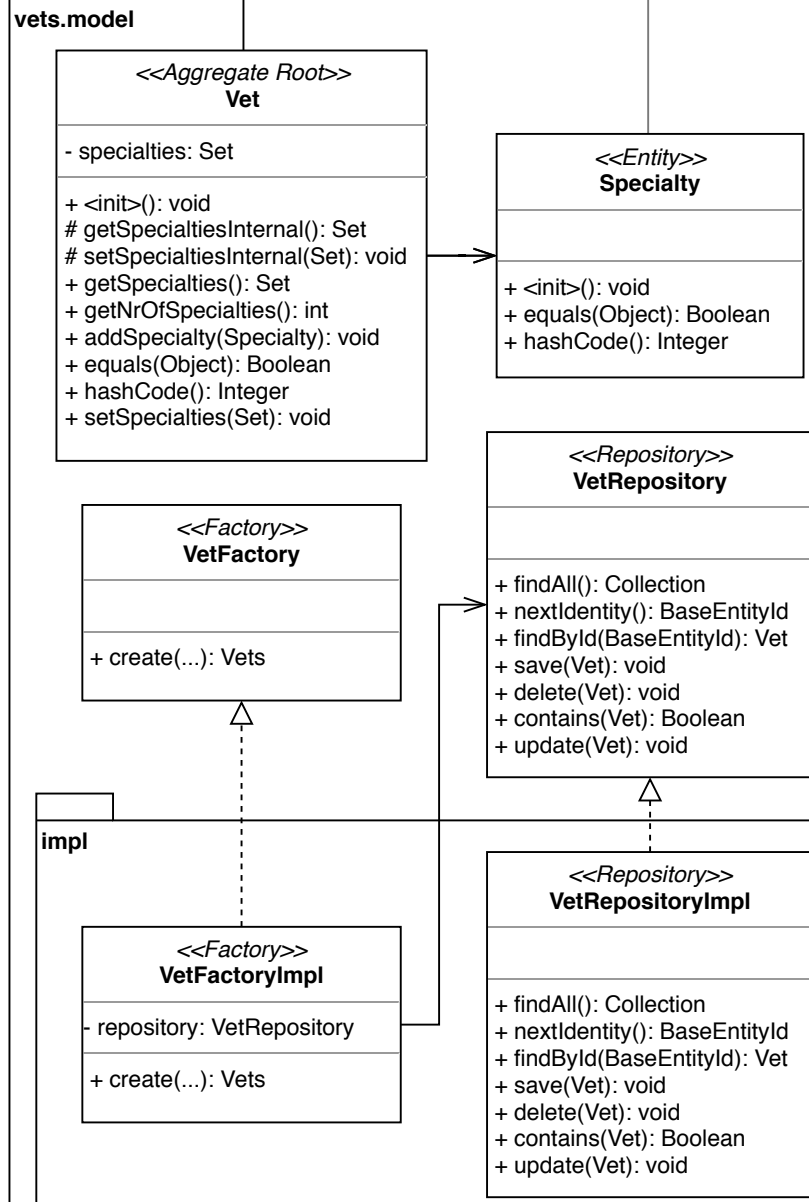 vets.model
<<Aggregate Root>>
Vet
- specialties: Set
+ <init>(): void
# getSpecialtiesInternal(): Set
# setSpecialtiesInternal(Set): void
+ getSpecialties(): Set
+ getNrOfSpecialties(): int
+ addSpecialty(Specialty): void
+ equals(Object): Boolean
+ hashCode(): Integer
+ setSpecialties(Set): void
<<Entity>>
Specialty
+ <init>(): void
+ equals(Object): Boolean
+ hashCode(): Integer
<<Factory>>
VetFactory
+ create(...): Vets
<<Repository>>
VetRepository
+ findAll(): Collection
+ nextIdentity(): BaseEntityId
+ findById(BaseEntityId): Vet
+ save(Vet): void
+ delete(Vet): void
+ contains(Vet): Boolean
+ update(Vet): void
impl
<<Factory>>
VetFactoryImpl
- repository: VetRepository
+ create(...): Vets
<<Repository>>
VetRepositoryImpl
+ findAll(): Collection
+ nextIdentity(): BaseEntityId
+ findById(BaseEntityId): Vet
+ save(Vet): void
+ delete(Vet): void
+ contains(Vet): Boolean
+ update(Vet): void